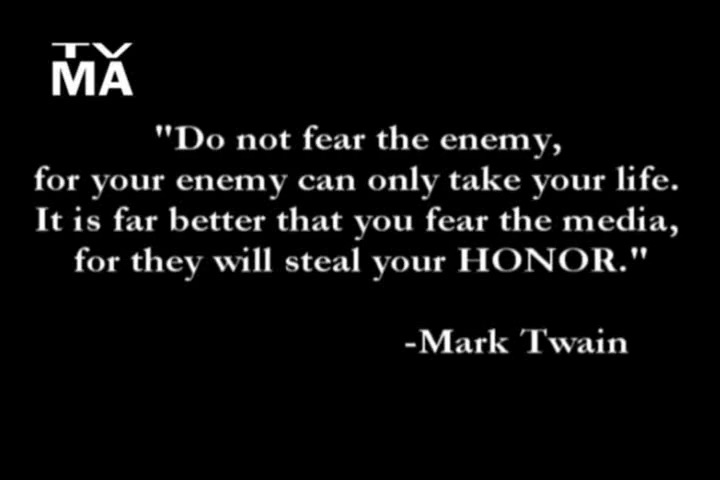 TV
MA
"Do not fear the enemy,
for your enemy can only take your life.
It is far better that you fear the media,
for they will steal your HONOR."
-Mark Twain